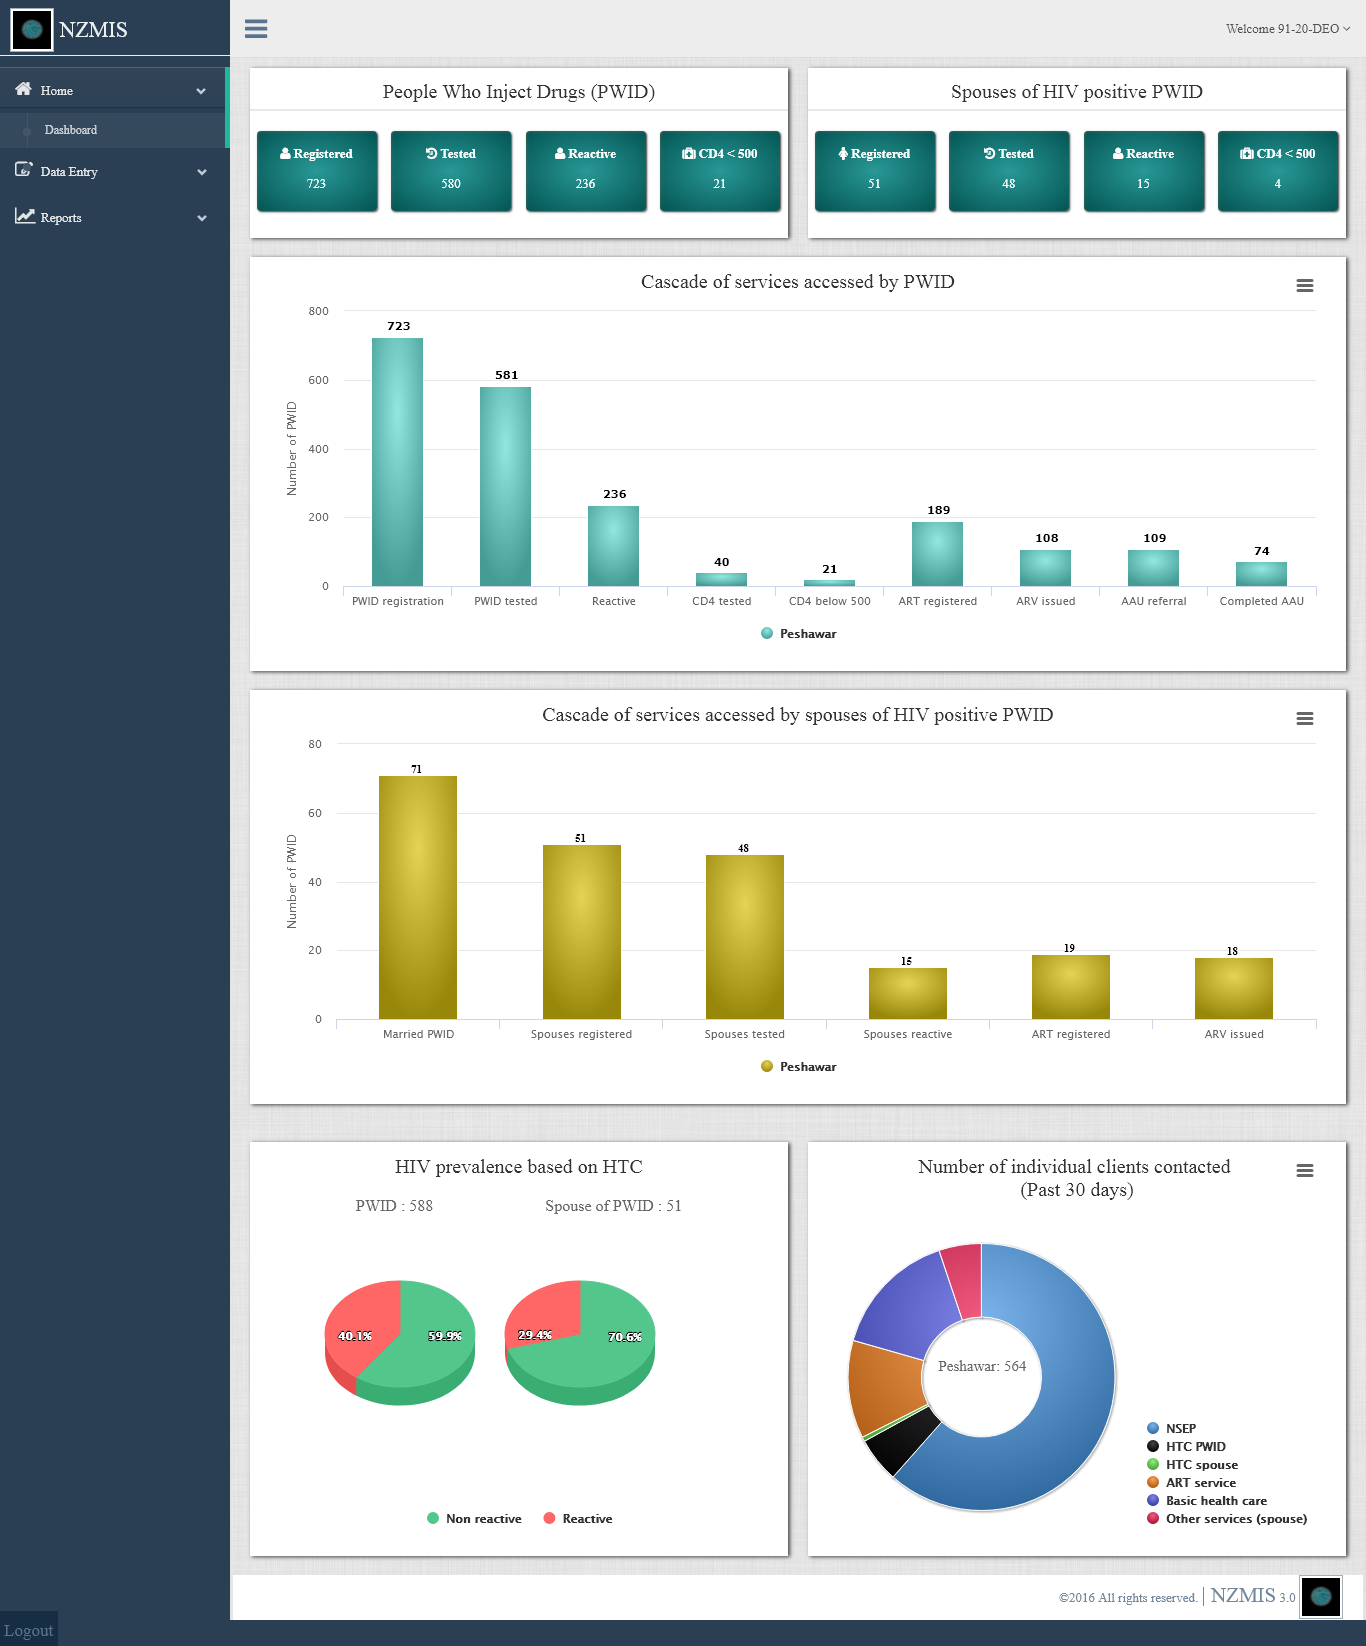 NZMIS
Welcome 91-20-DEO
Home
Dashboard
Data Entry
Reports
People Who Inject Drugs (PWID)
Registered Tested Reactive CD4 < 500
723 580 236 21
Spouses of HIV positive PWID
Registered Tested Reactive CD4 < 500
51 48 15 4
Cascade of services accessed by PWID
Number of PWID
800
600
400
200
0
723 581 236 40 21 189 108 109 74
PWID registration PWID tested Reactive CD4 tested CD4 below 500 ART registered ARV issued AAU referral Completed AAU
Peshawar
Cascade of services accessed by spouses of HIV positive PWID
Number of PWID
80
60
40
20
0
71 51 48 15 19 18
Married PWID Spouses registered Spouses tested Spouses reactive ART registered ARV issued
Peshawar
HIV prevalence based on HTC
PWID : 588 Spouse of PWID : 51
40.1% 59.9% 29.4% 70.6%
Non reactive Reactive
Number of individual clients contacted
(Past 30 days)
Peshawar: 564
NSEP
HTC PWID
HTC spouse
ART service
Basic health care
Other services (spouse)
©2016 All rights reserved. | NZMIS 3.0
Logout